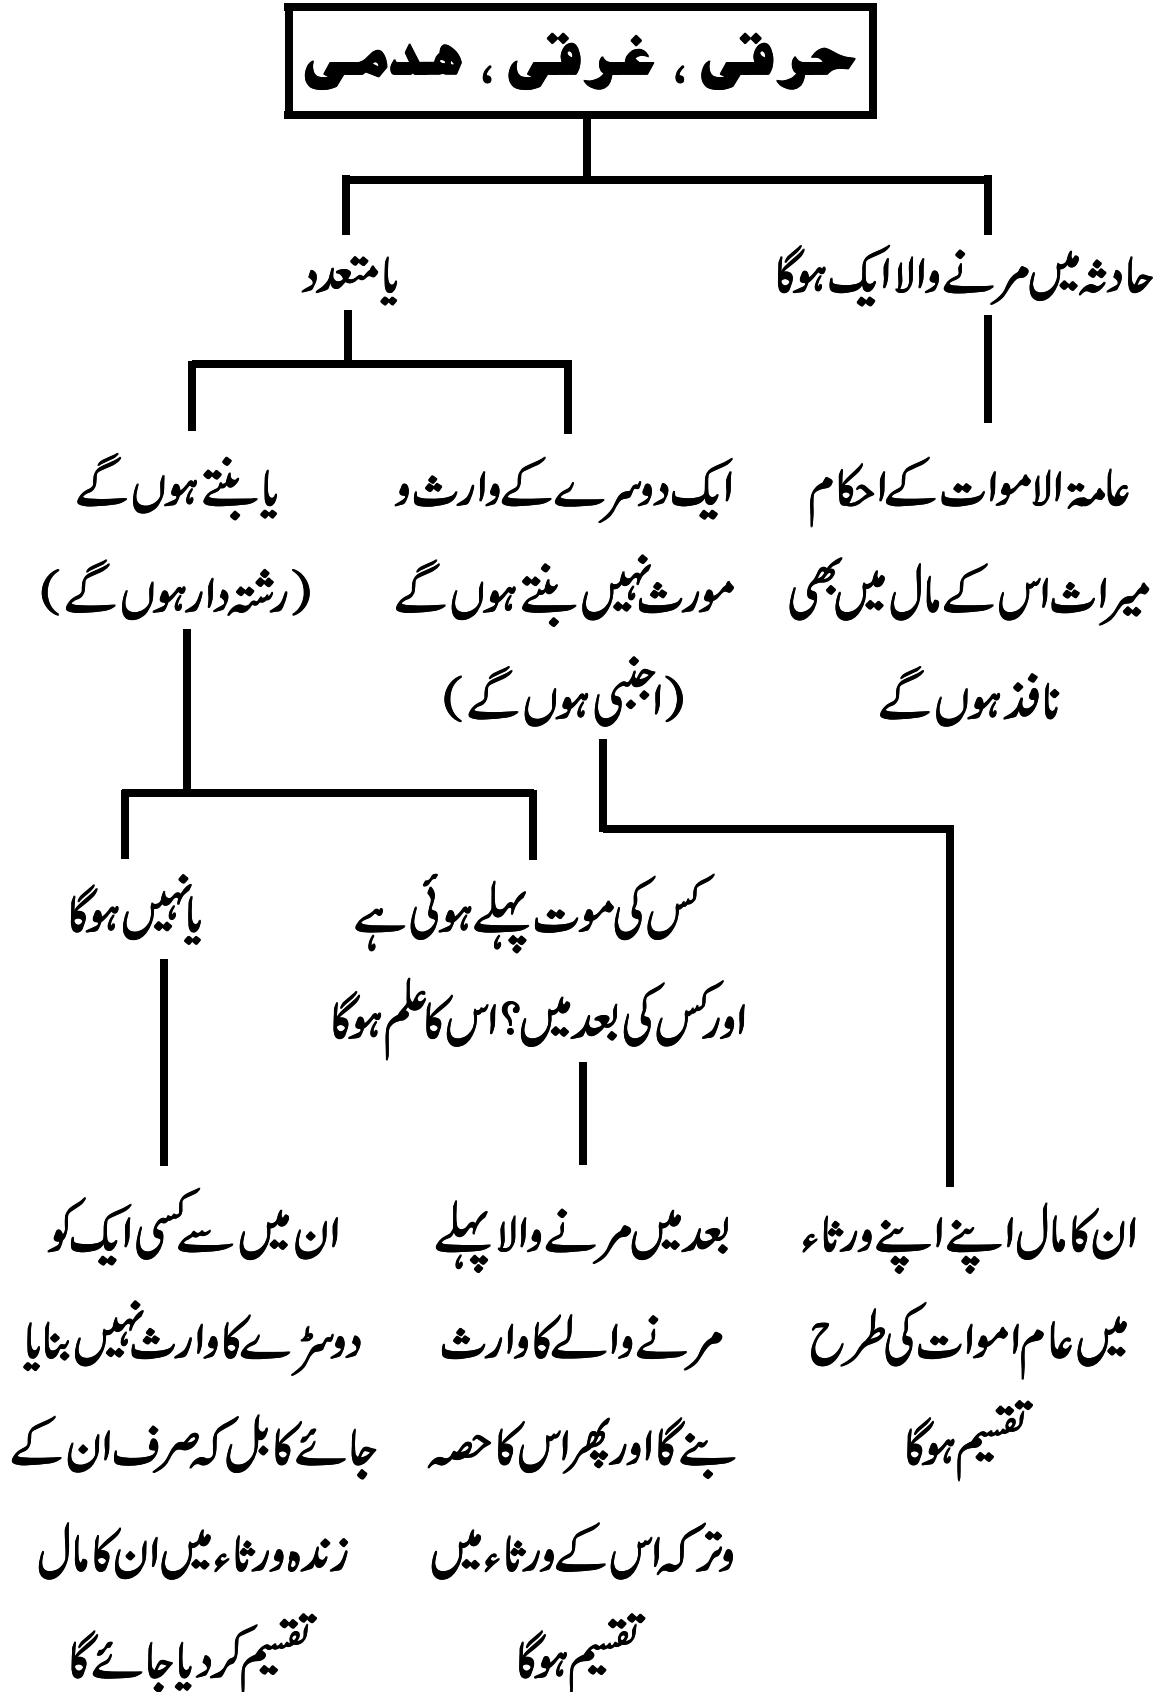 حرقی ، غرقی ، ھدمی
حادثہ میں مرنے والا ایک ہوگا
یا متعدد
عامۃ الاموات کے احکام
میراث اس کے مال میں بھی
نافذ ہوں گے
ایک دوسرے کے وارث و
مورث نہیں بنتے ہوں گے
(اجنبی ہوں گے)
یا بنتے ہوں گے
(رشتہ دار ہوں گے)
کس کی موت پہلے ہوئی ہے
اور کس کی بعد میں؟ اس کا علم ہوگا
یا نہیں ہوگا
ان کا مال اپنے اپنے ورثاء
میں عام اموات کی طرح
تقسیم ہوگا
بعد میں مرنے والا پہلے
مرنے والے کا وارث
بنے گا اور پھر اس کا حصہ
وترکہ اس کے ورثاء میں
تقسیم ہوگا
ان میں سے کسی ایک کو
دوسڑے کا وارث نہیں بنایا
جائے گا بل کہ صرف ان کے
زندہ ورثاء میں ان کا مال
تقسیم کر دیا جائے گا